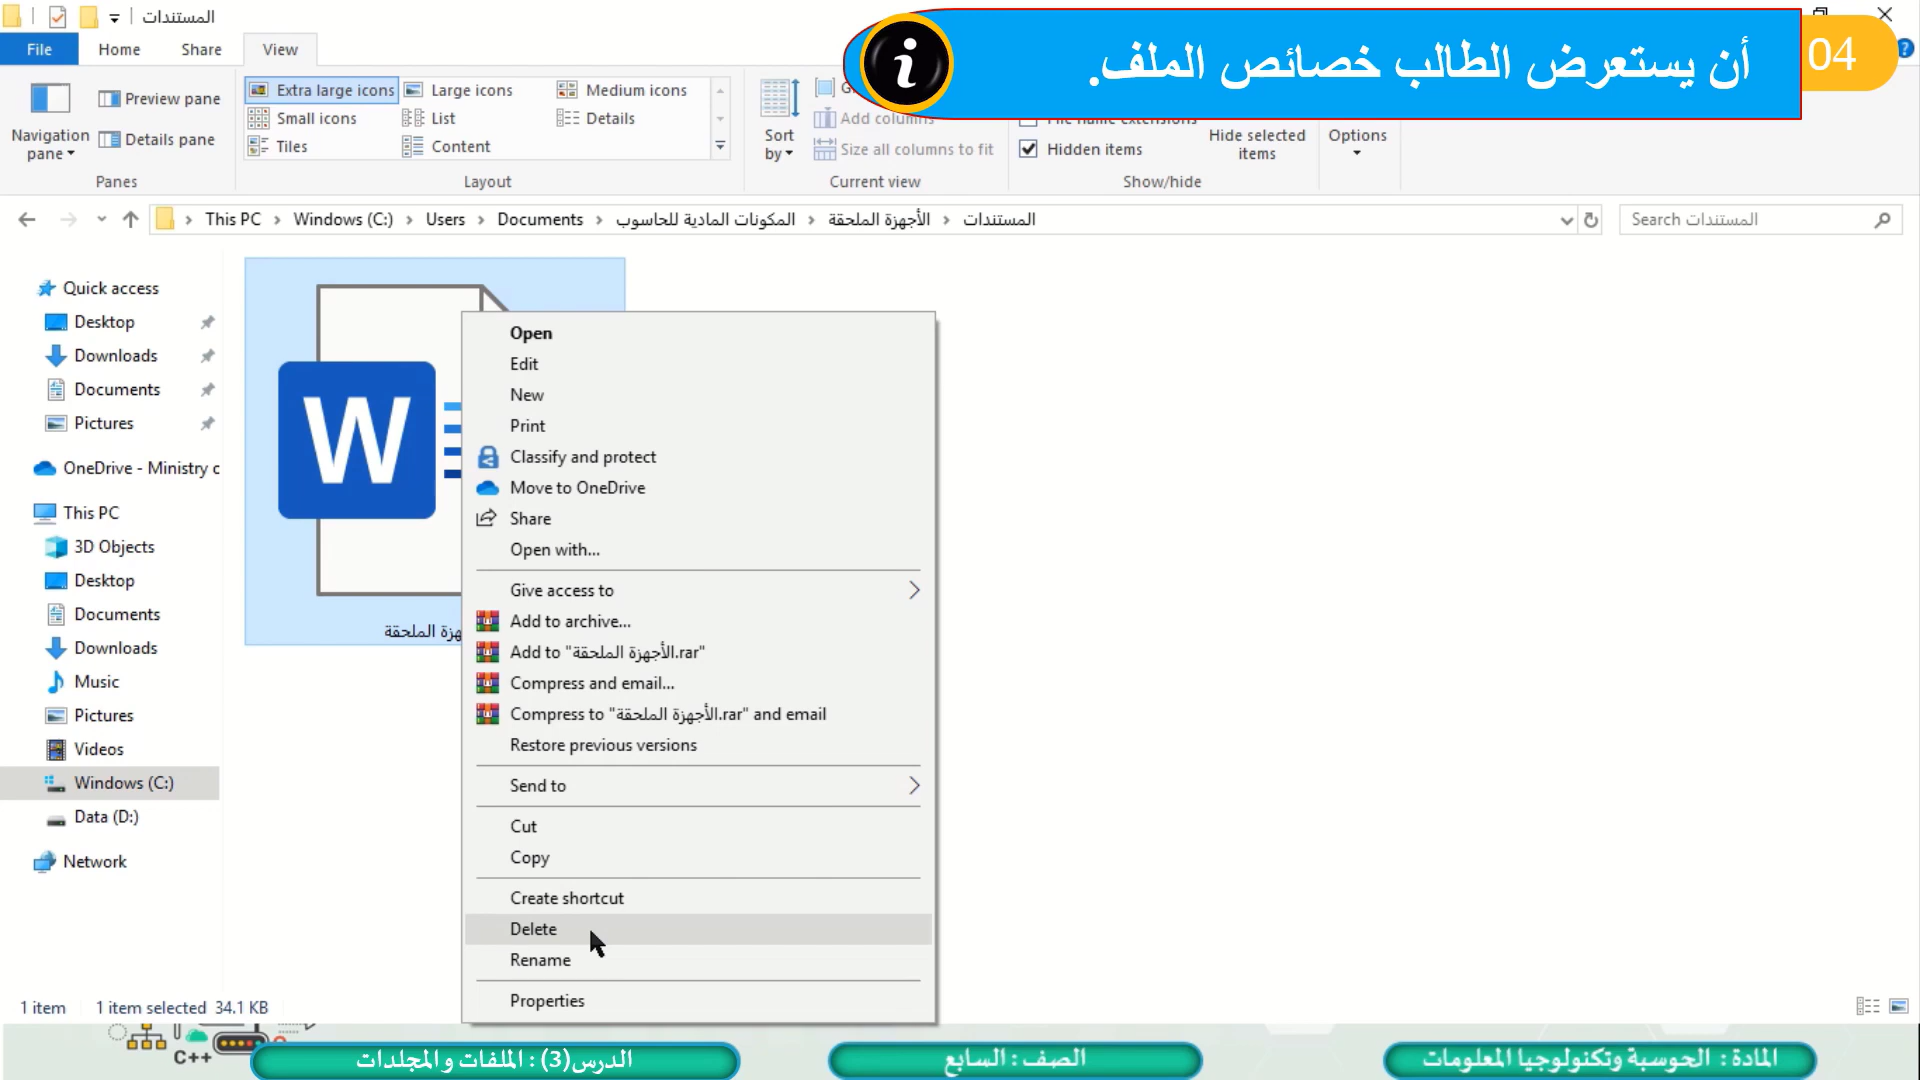 المستندات
أن يستعرض الطالب خصائص الملف.
04
File
Home
Share
View
Navigation pane
Preview pane
Details pane
Panes
Extra large icons
Large icons
Medium icons
Small icons
List
Details
Tiles
Content
Layout
Sort by
Add columns
Size all columns to fit
Current view
File name extensions
Hidden items
Hide selected items
Show/hide
Options
This PC
Windows (C:)
Users
Documents
المكونات المادية للحاسوب
الأجهزة الملحقة
المستندات
Search المستندات
Quick access
Desktop
Downloads
Documents
Pictures
OneDrive - Ministry
This PC
3D Objects
Desktop
Documents
Downloads
Music
Pictures
Videos
Windows (C:)
Data (D:)
Network
W
الملحقة
Open
Edit
New
Print
Classify and protect
Move to OneDrive
Share
Open with...
Give access to
Add to archive...
Add to "الأجهزة الملحقة.rar"
Compress and email...
Compress to "الأجهزة الملحقة.rar" and email
Restore previous versions
Send to
Cut
Copy
Create shortcut
Delete
Rename
Properties
1 item
1 item selected 34.1 KB
C++
المادة : الحوسبة وتكنولوجيا المعلومات
الصف : السابع
الدرس(3) : الملفات و المجلدات